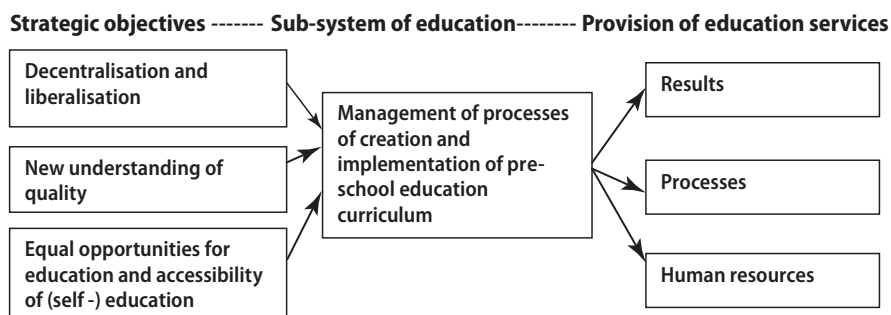 Strategic objectives ------- Sub-system of education-------- Provision of education services
Decentralisation and
liberalisation
New understanding of
quality
Equal opportunities for
education and accessibility
of (self -) education
Management of processes
of creation and
implementation of pre-
school education
curriculum
Results
Processes
Human resources